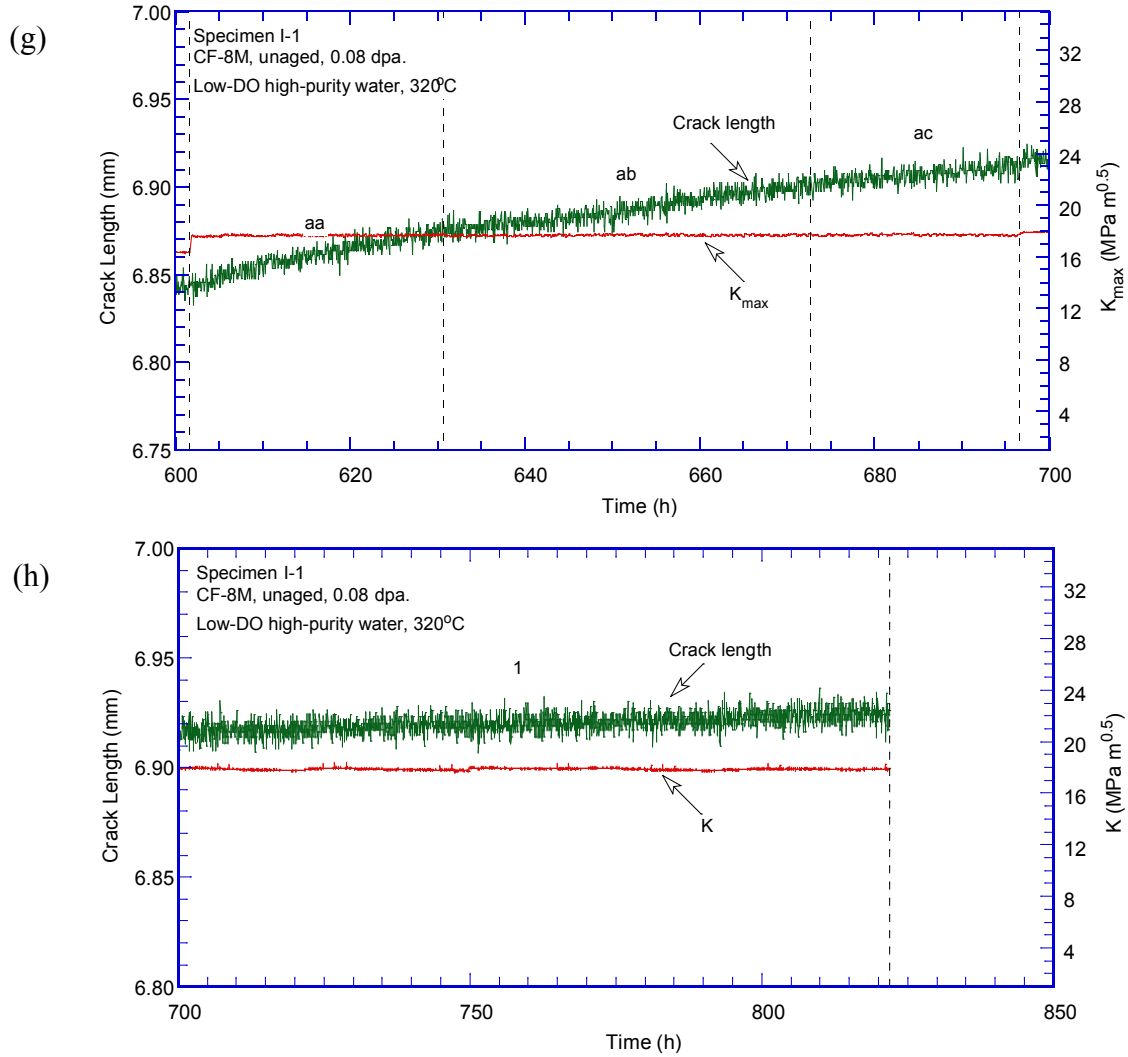 (g)
Specimen I-1
CF-8M, unaged, 0.08 dpa.
Low-DO high-purity water, 320°C
Crack length
aa
ab
ac
K_max
7.00
6.95
6.90
6.85
6.80
6.75
Crack Length (mm)
32
28
24
20
16
12
8
4
K_max (MPa m^0.5)
600
620
640
660
680
700
Time (h)
(h)
Specimen I-1
CF-8M, unaged, 0.08 dpa.
Low-DO high-purity water, 320°C
Crack length
1
K
7.00
6.95
6.90
6.85
6.80
Crack Length (mm)
32
28
24
20
16
12
8
4
K (MPa m^0.5)
700
750
800
850
Time (h)